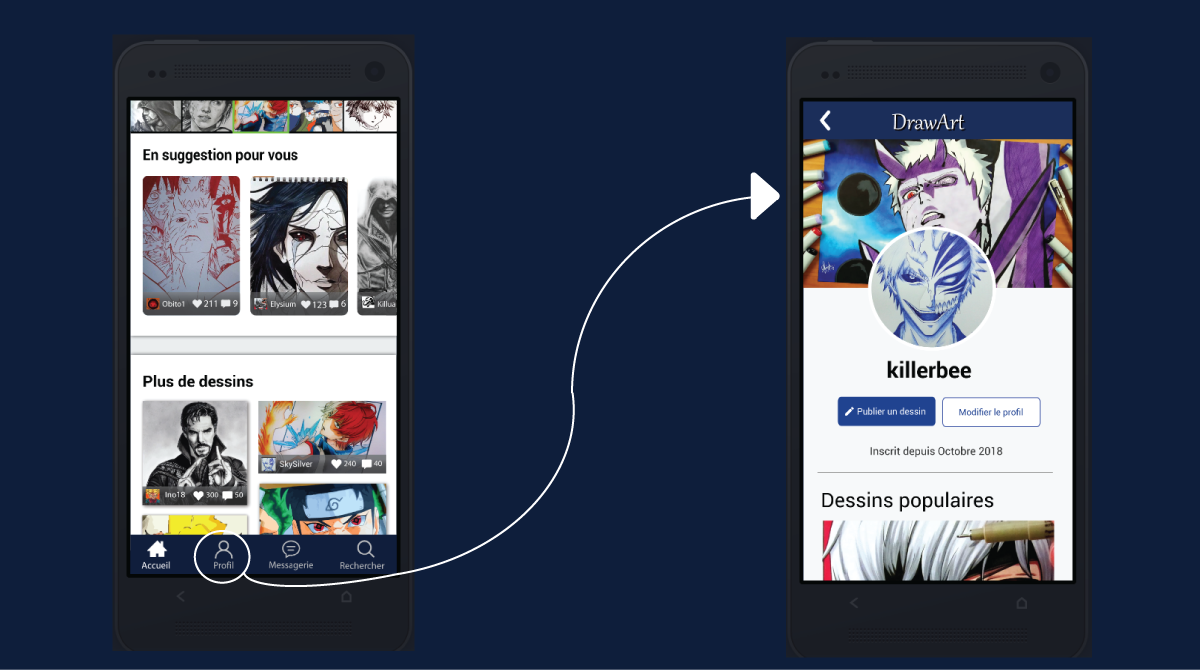 En suggestion pour vous
Obito1 211 9
Elysium 123 6
Killua
Plus de dessins
Ino18 300 50
SkySilver 240 40
Accueil
Profil
Messagerie
Rechercher
DrawArt
killerbee
Publier un dessin
Modifier le profil
Inscrit depuis Octobre 2018
Dessins populaires